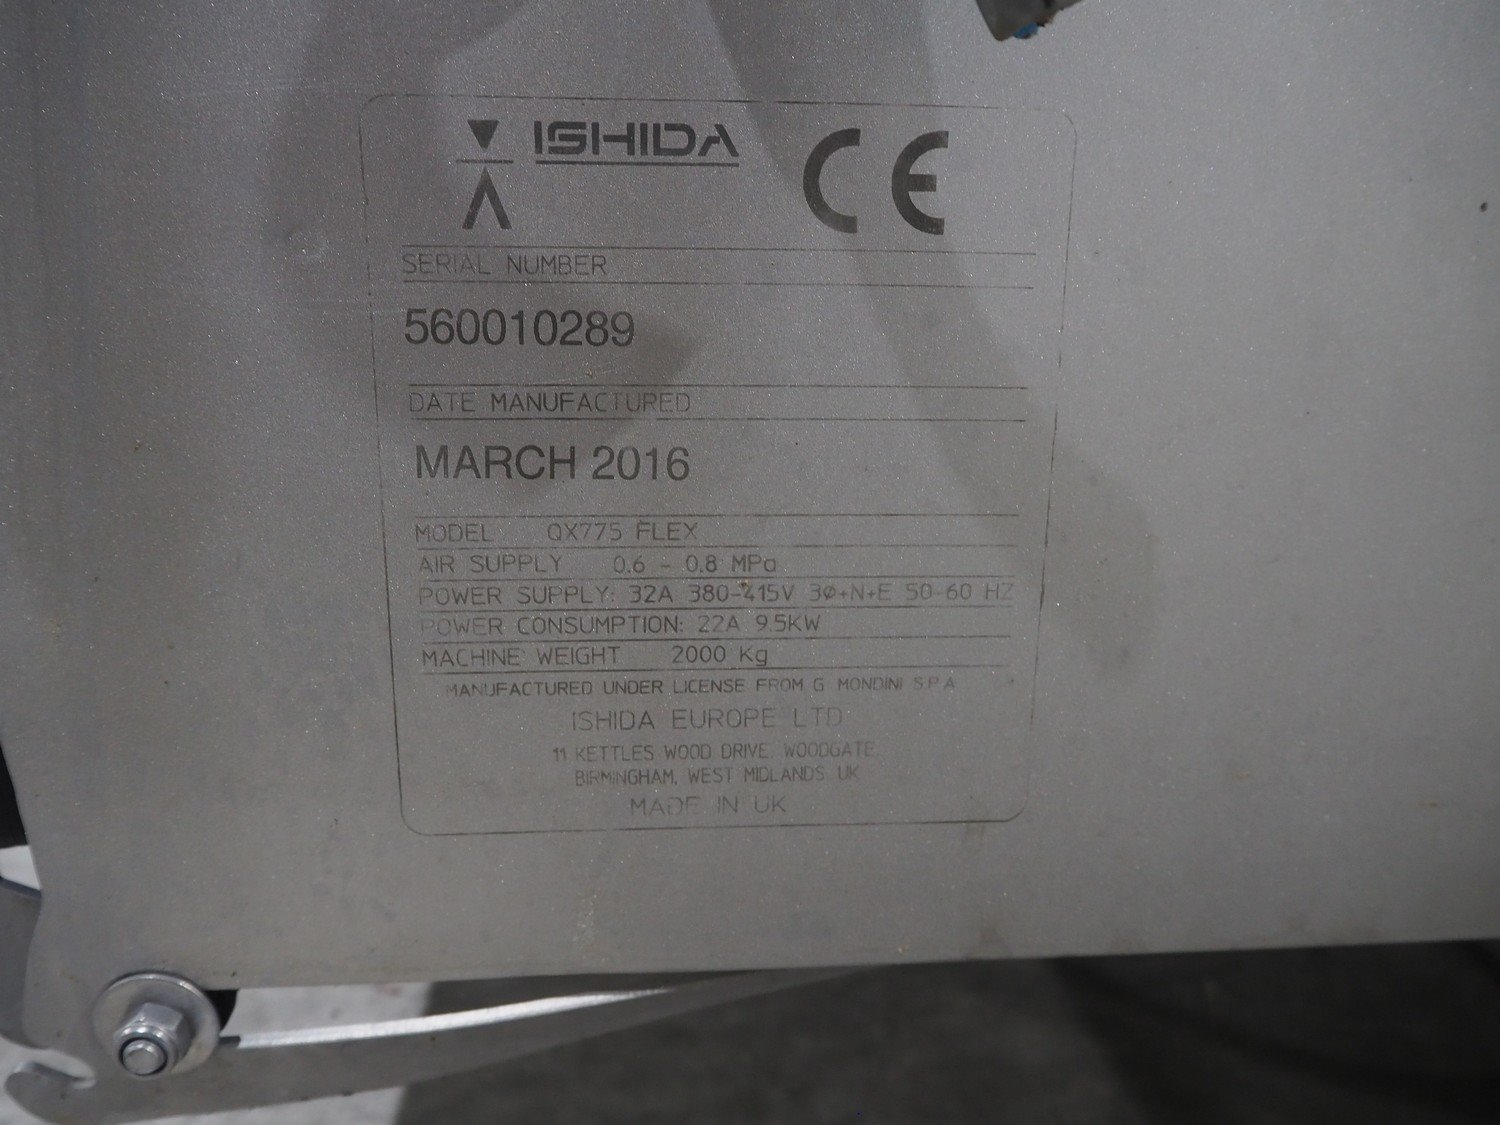 ISHIDA CE
SERIAL NUMBER
560010289
DATE MANUFACTURED
MARCH 2016
MODEL QX775 FLEX
AIR SUPPLY 0.6 - 0.8 MPa
POWER SUPPLY: 32A 380-415V 3ø+N+E 50-60 HZ
POWER CONSUMPTION: 22A 9.5KW
MACHINE WEIGHT 2000 Kg
MANUFACTURED UNDER LICENSE FROM G MONDINI S.P.A
ISHIDA EUROPE LTD
11 KETTLES WOOD DRIVE, WOODGATE,
BIRMINGHAM, WEST MIDLANDS, UK
MADE IN UK